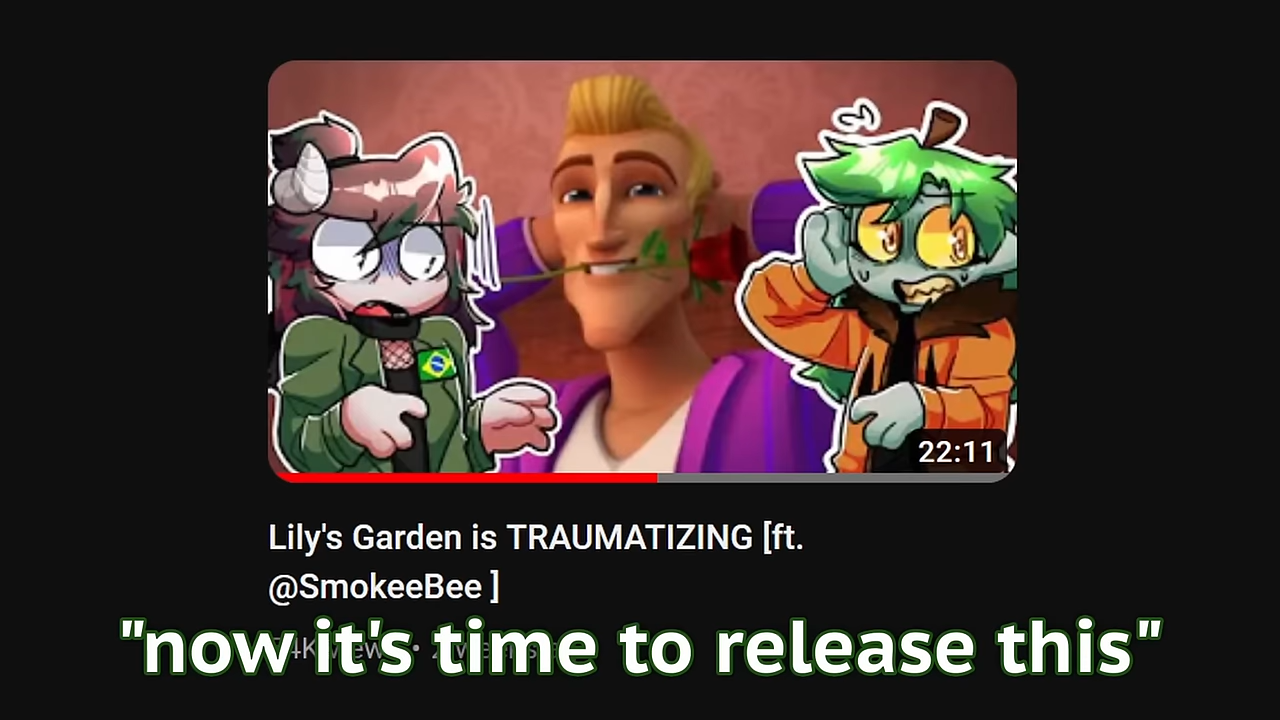 22:11
Lily's Garden is TRAUMATIZING [ft.
@SmokeeBee ]
"now it's time to release this"